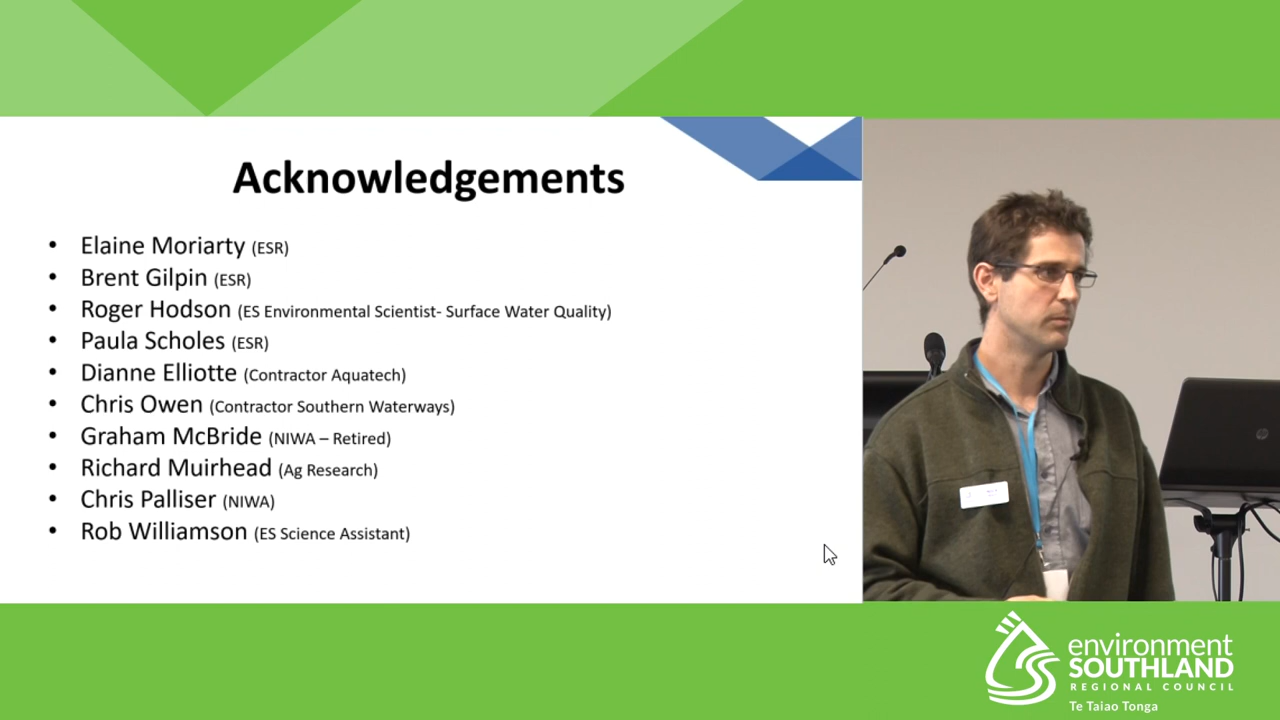 Acknowledgements
• Elaine Moriarty (ESR)
• Brent Gilpin (ESR)
• Roger Hodson (ES Environmental Scientist- Surface Water Quality)
• Paula Scholes (ESR)
• Dianne Elliotte (Contractor Aquatech)
• Chris Owen (Contractor Southern Waterways)
• Graham McBride (NIWA – Retired)
• Richard Muirhead (Ag Research)
• Chris Palliser (NIWA)
• Rob Williamson (ES Science Assistant)
environment
SOUTHLAND
REGIONAL COUNCIL
Te Taiao Tonga